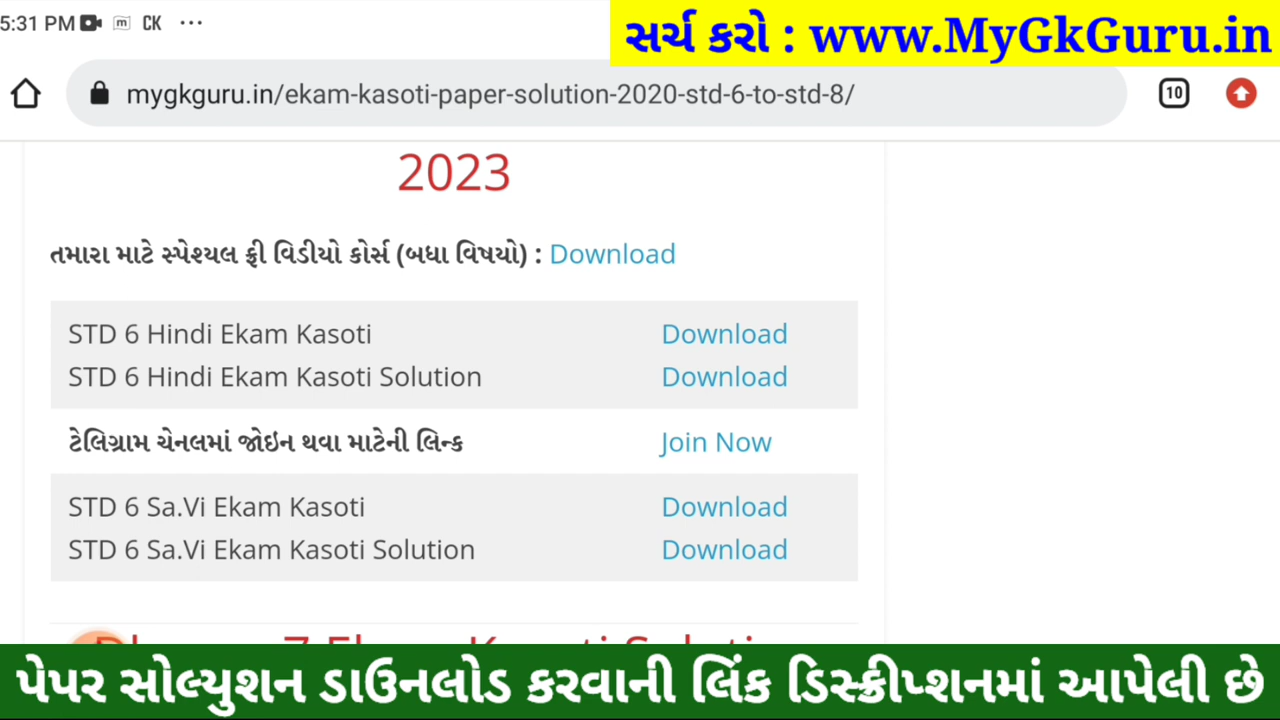 5:31 PM m CK ...
સર્ચ કરો : www.MyGkGuru.in
mygkguru.in/ekam-kasoti-paper-solution-2020-std-6-to-std-8/
10
2023
તમારા માટે સ્પેશ્યલ ફ્રી વિડીયો કોર્સ (બધા વિષયો) : Download
STD 6 Hindi Ekam Kasoti Download
STD 6 Hindi Ekam Kasoti Solution Download
ટેલિગ્રામ ચેનલમાં જોઇન થવા માટેની લિન્ક Join Now
STD 6 Sa.Vi Ekam Kasoti Download
STD 6 Sa.Vi Ekam Kasoti Solution Download
પેપર સોલ્યુશન ડાઉનલોડ કરવાની લિંક ડિસ્ક્રીપ્શનમાં આપેલી છે